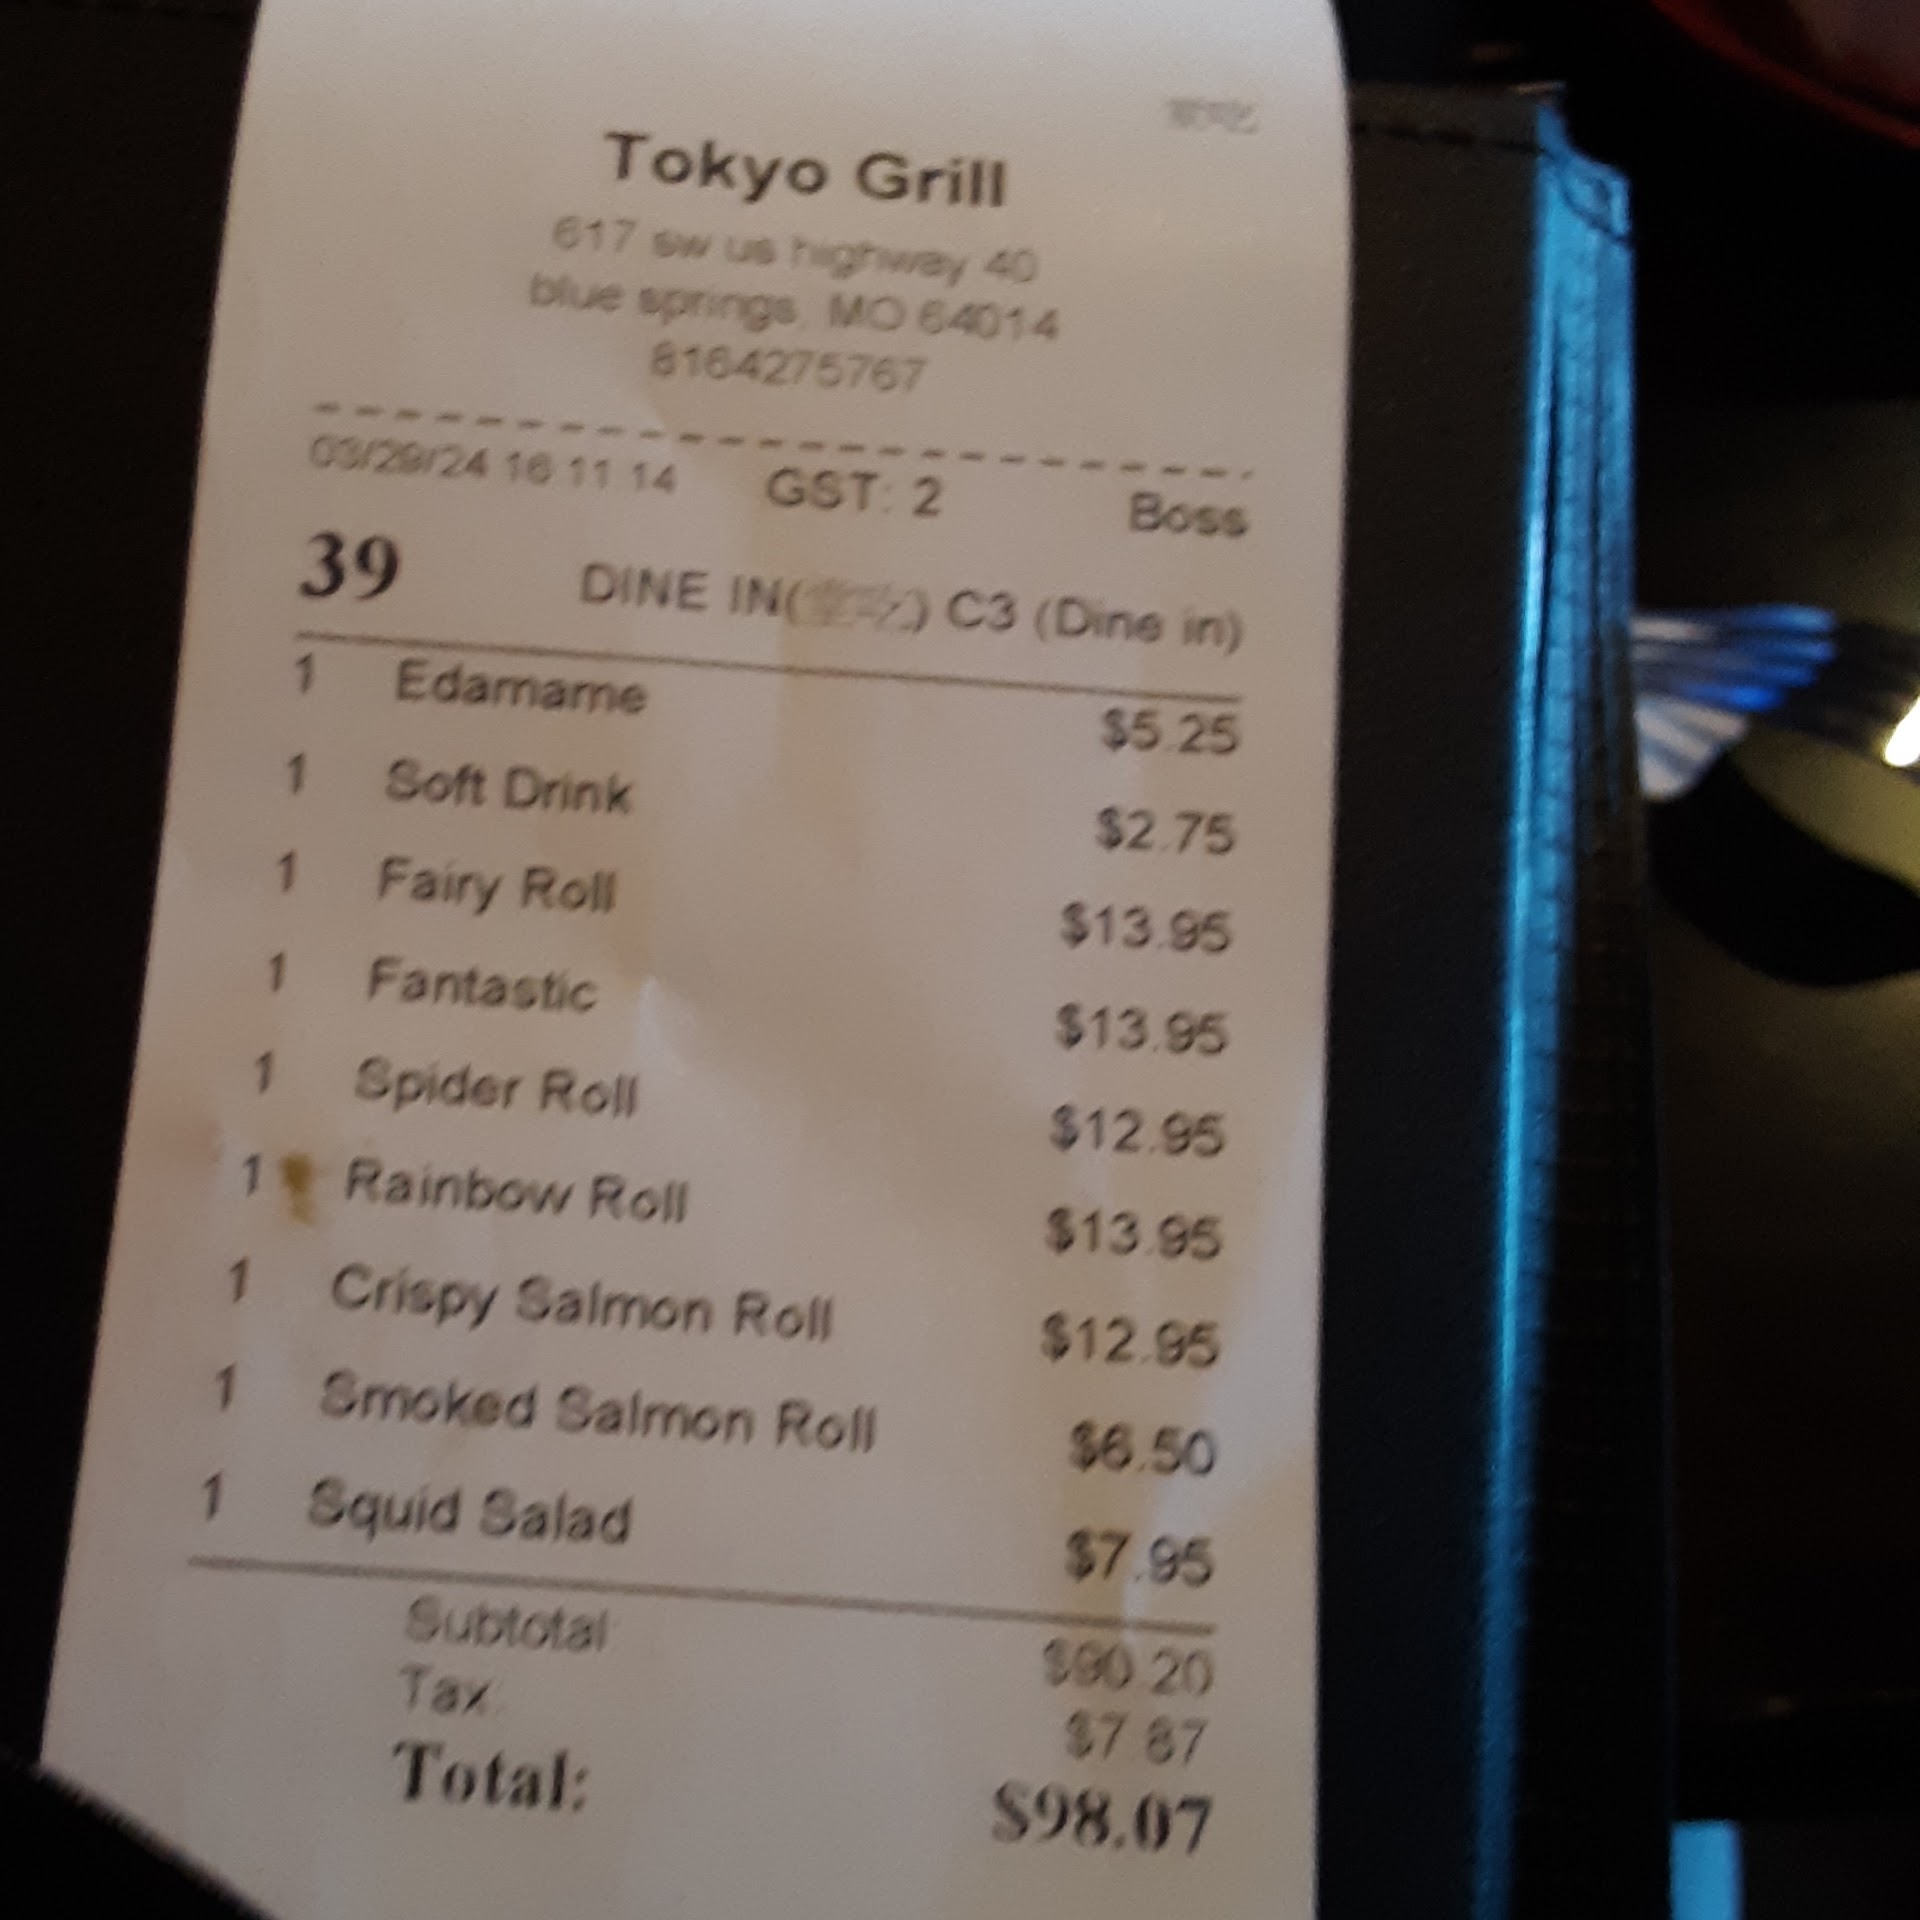 Tokyo Grill
617 sw us highway 40
blue springs, MO 64014
8164275767
03/29/24 16 11 14 GST: 2 Boss
39 DINE IN(堂吃) C3 (Dine in)
1 Edamame $5.25
1 Soft Drink $2.75
1 Fairy Roll $13.95
1 Fantastic $13.95
1 Spider Roll $12.95
1 Rainbow Roll $13.95
1 Crispy Salmon Roll $12.95
1 Smoked Salmon Roll $6.50
1 Squid Salad $7.95
Subtotal $90.20
Tax $7.87
Total: $98.07